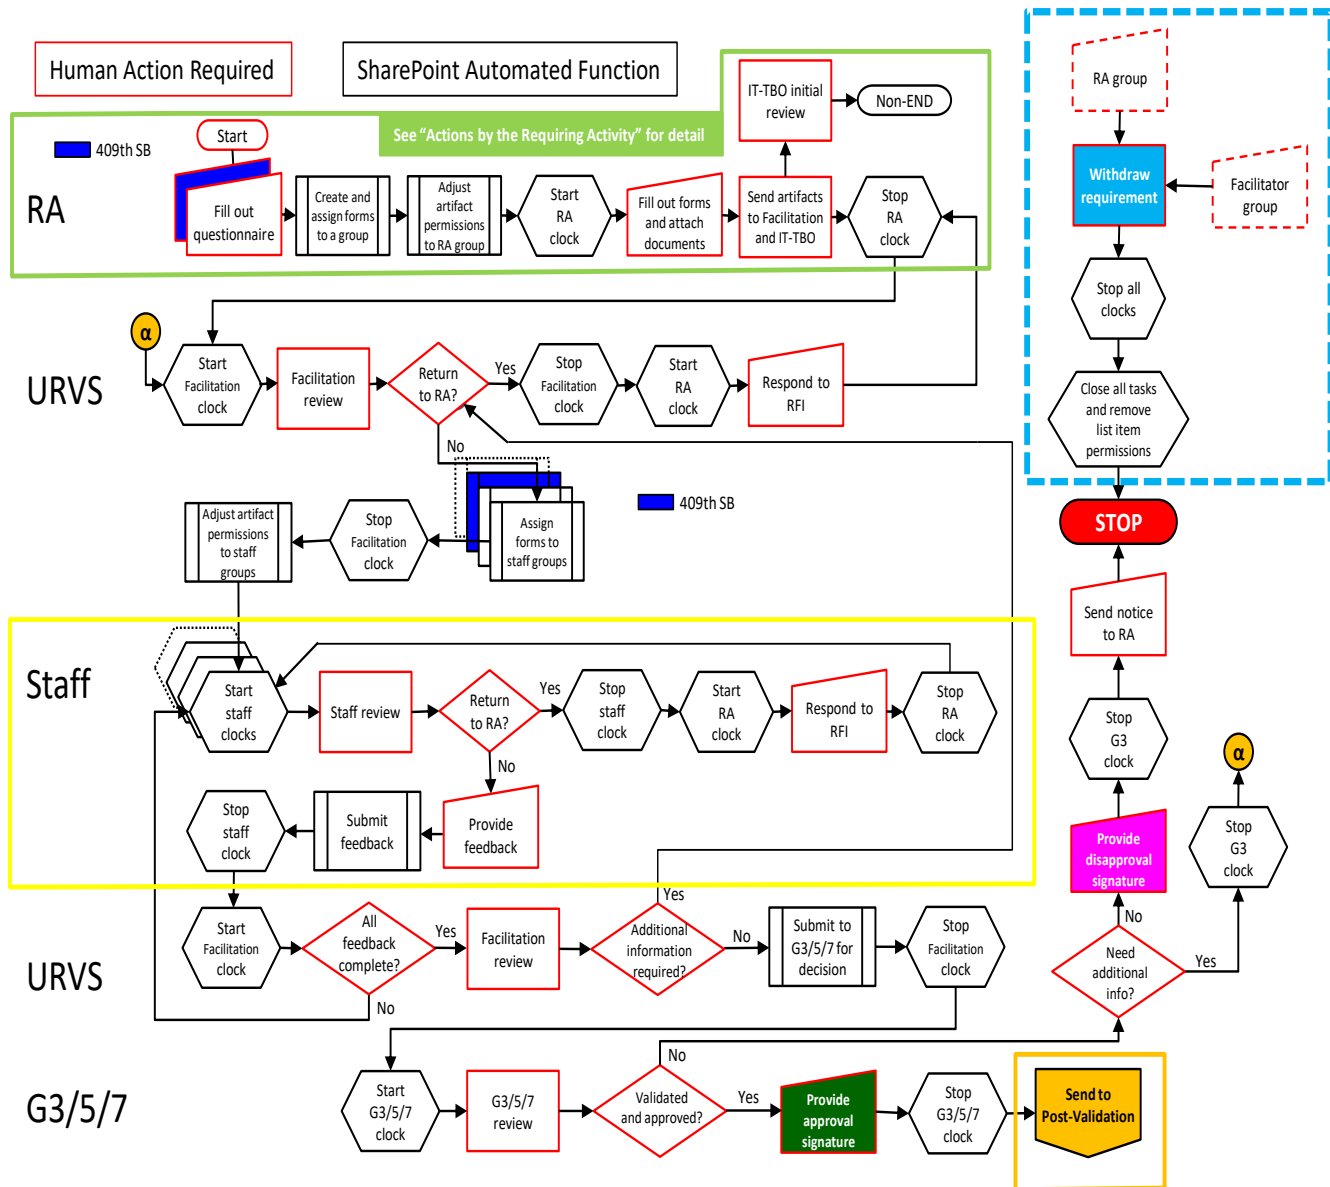 Human Action Required
SharePoint Automated Function
See “Actions by the Requiring Activity” for detail
409th SB
RA
Start
Fill out
questionnaire
Create and
assign forms
to a group
Adjust
artifact
permissions
to RA group
Start
RA
clock
Fill out forms
and attach
documents
Send artifacts
to Facilitation
and IT-TBO
IT-TBO initial
review
Non-END
Stop
RA
clock
RA group
Withdraw
requirement
Facilitator
group
Stop all
clocks
Close all tasks
and remove
list item
permissions
STOP
URVS
α
Start
Facilitation
clock
Facilitation
review
Return
to RA?
Yes
No
Stop
Facilitation
clock
Start
RA
clock
Respond to
RFI
409th SB
Assign
forms to
staff groups
Stop
Facilitation
clock
Adjust artifact
permissions
to staff
groups
Staff
Start
staff
clocks
Staff review
Return
to RA?
Yes
No
Stop
staff
clock
Start
RA
clock
Respond to
RFI
Stop
RA
clock
Provide
feedback
Submit
feedback
Stop
staff
clock
URVS
Start
Facilitation
clock
All
feedback
complete?
Yes
No
Facilitation
review
Additional
information
required?
Yes
No
Submit to
G3/5/7 for
decision
Stop
Facilitation
clock
G3/5/7
Start
G3/5/7
clock
G3/5/7
review
Validated
and approved?
No
Yes
Provide
approval
signature
Stop
G3/5/7
clock
Send to
Post-Validation
Need
additional
info?
No
Yes
Provide
disapproval
signature
Stop
G3
clock
Send notice
to RA
Stop
G3
clock
α